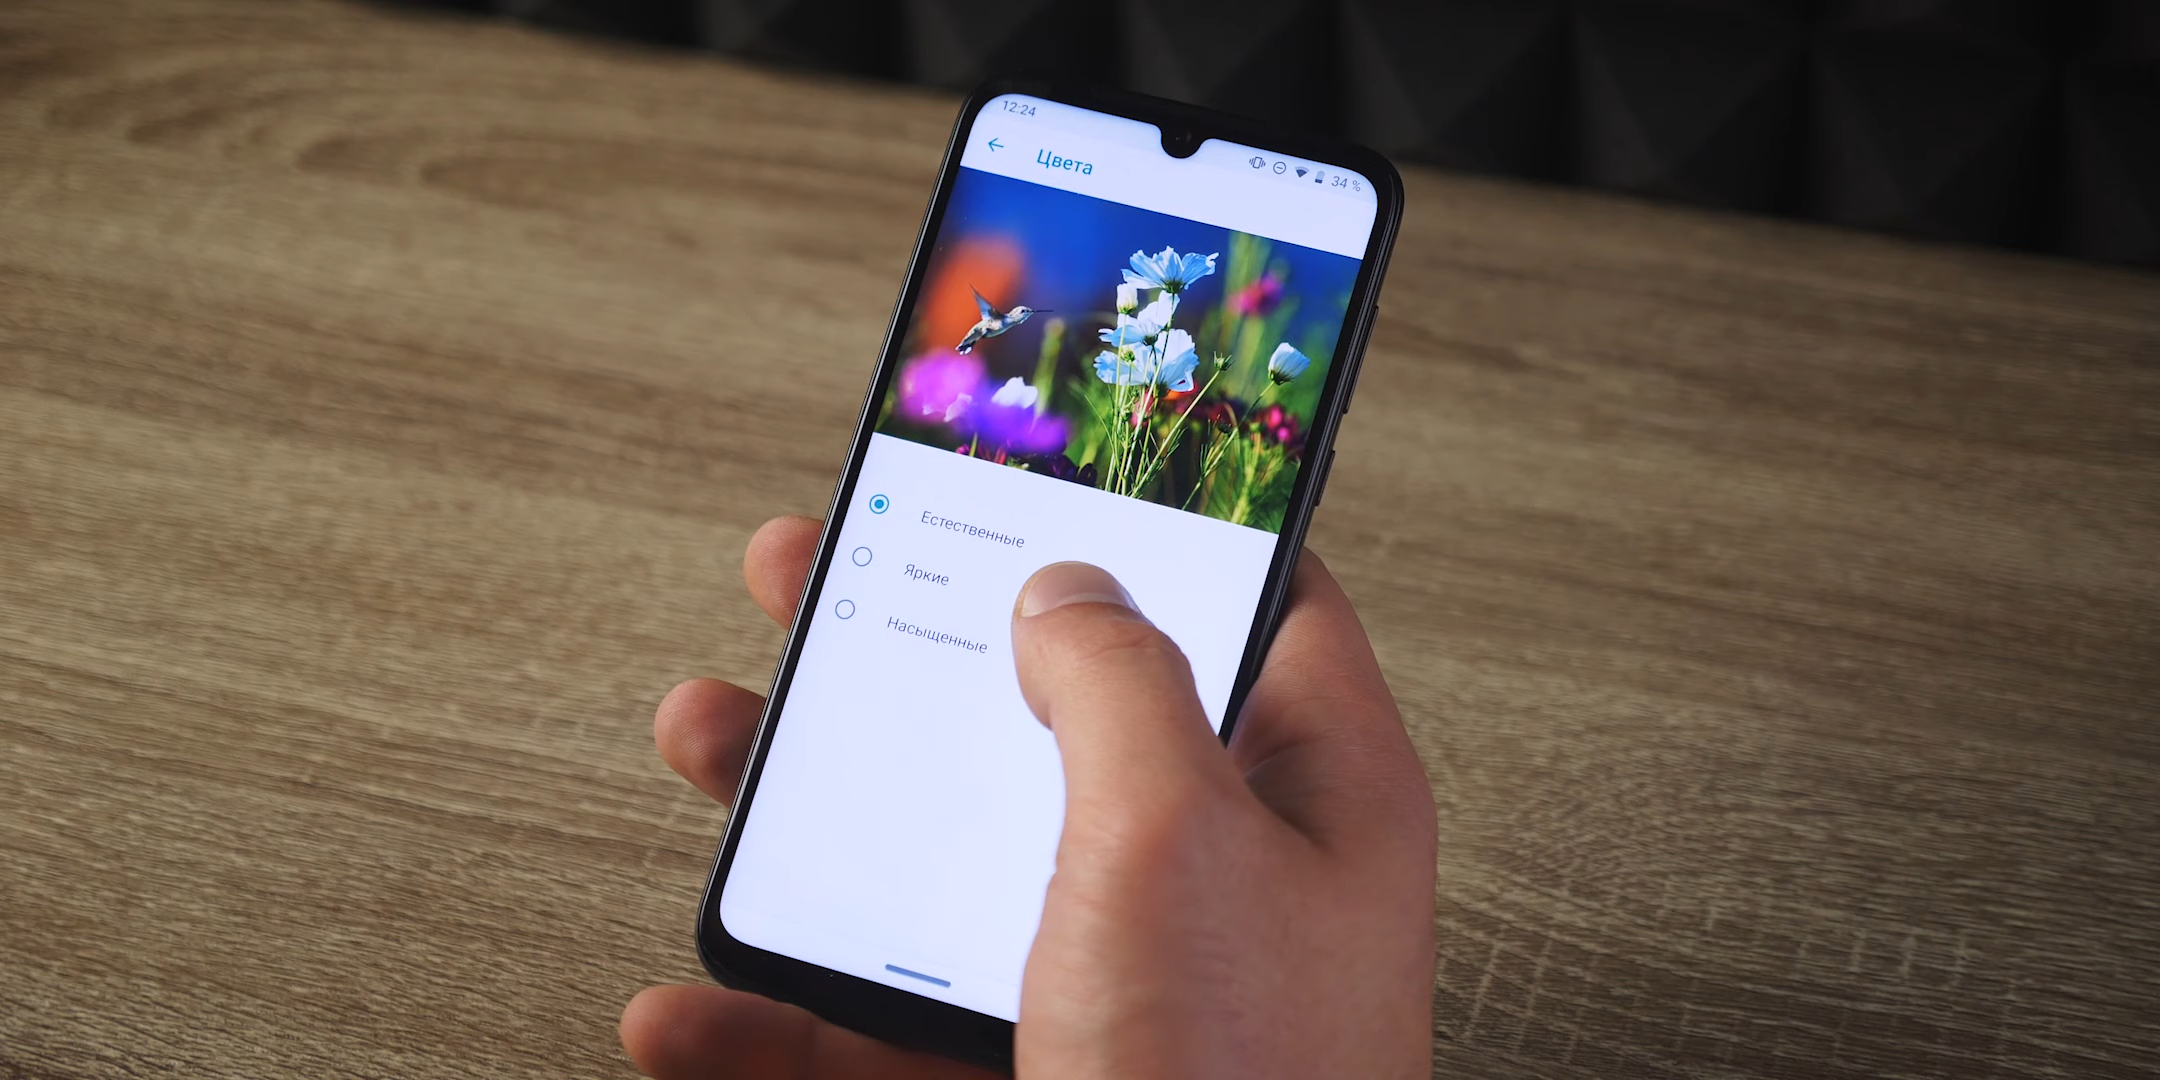 12:24
34 %
Цвета
Естественные
Яркие
Насыщенные